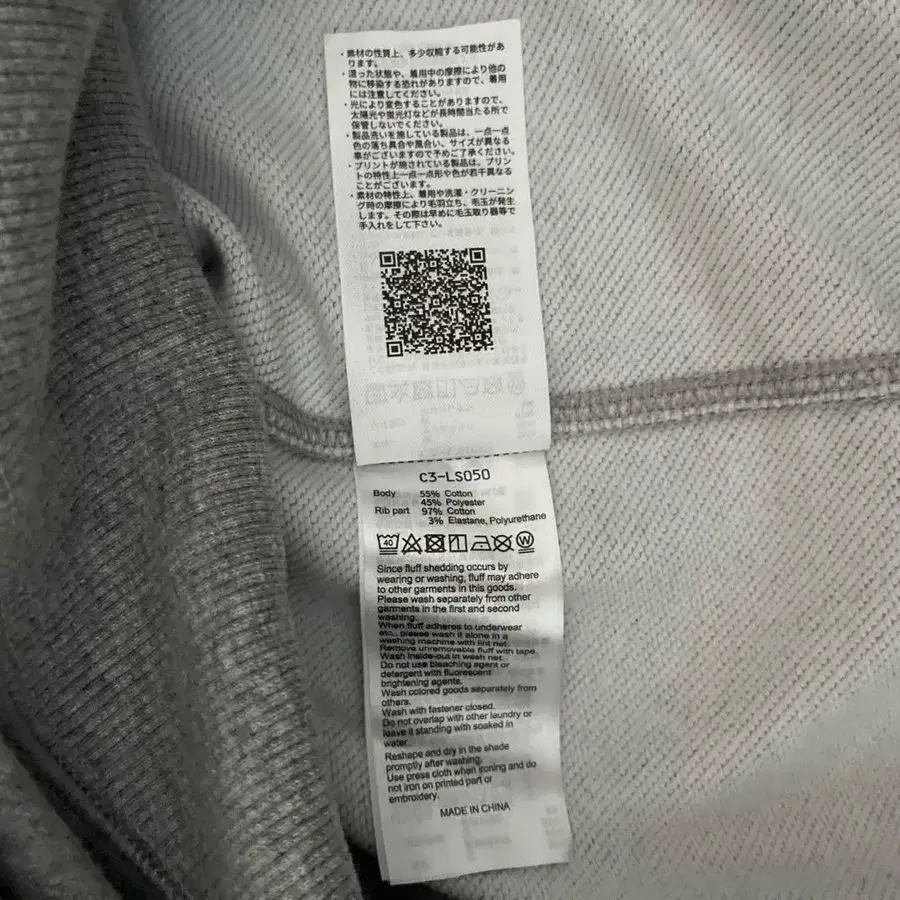 ・素材の性質上、多少収縮する可能性があ
ります。
・湿った状態や、着用中の摩擦により他の
物に移染する恐れがありますので、着用
には注意してください。
・光により変色することがありますので、
太陽光や蛍光灯などが長時間当たる所で
保管しないでください。
・製品洗いを施している製品は、一点一点
色の落ち具合や風合い、サイズが異なる
事がございますので予めご了承ください。
・プリントが施されている製品は、プリン
トの特性上一点一点形や色が若干異なる
ことがございます。
・素材の特性上、着用や洗濯・クリーニン
グ時の摩擦により毛羽立ち、毛玉が発生
します。その際は早めに毛玉取り器等で
手入れをして下さい。
C3-LS050
Body 55% Cotton
45% Polyester
Rib part 97% Cotton
3% Elastane, Polyurethane
40 W
Since fluff shedding occurs by
wearing or washing, fluff may adhere
to other garments in this goods.
Please wash separately from other
garments in the first and second
washing.
When fluff adheres to underwear
etc., please wash it alone in a
washing machine with lint net.
Remove unremovable fluff with tape.
Wash inside-out in wash net.
Do not use bleaching agent or
detergent with fluorescent
brightening agents.
Wash colored goods separately from
others.
Wash with fastener closed.
Do not overlap with other laundry or
leave it standing with soaked in
water.
Reshape and dry in the shade
promptly after washing.
Use press cloth when ironing and do
not iron on printed part or
embroidery.
MADE IN CHINA